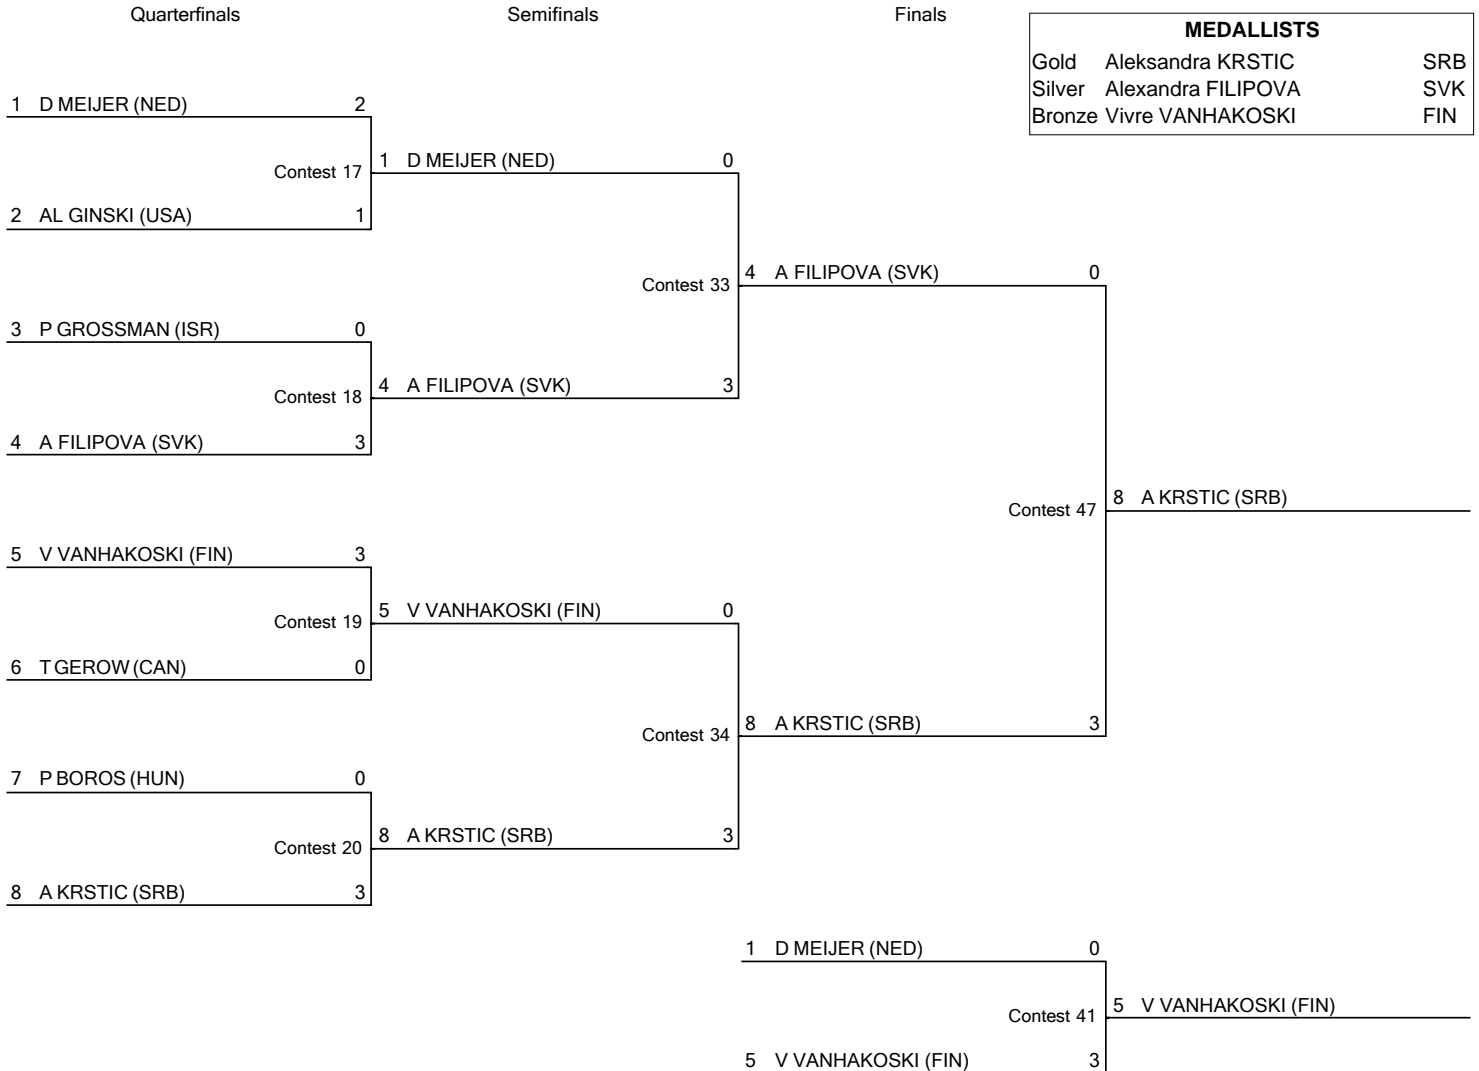 Quarterfinals Semifinals Finals
MEDALLISTS
Gold Aleksandra KRSTIC SRB
Silver Alexandra FILIPOVA SVK
Bronze Vivre VANHAKOSKI FIN
1 D MEIJER (NED) 2
Contest 17
2 AL GINSKI (USA) 1
1 D MEIJER (NED) 0
3 P GROSSMAN (ISR) 0
Contest 18
4 A FILIPOVA (SVK) 3
4 A FILIPOVA (SVK) 3
Contest 33
4 A FILIPOVA (SVK) 0
5 V VANHAKOSKI (FIN) 3
Contest 19
6 T GEROW (CAN) 0
5 V VANHAKOSKI (FIN) 0
7 P BOROS (HUN) 0
Contest 20
8 A KRSTIC (SRB) 3
8 A KRSTIC (SRB) 3
Contest 34
8 A KRSTIC (SRB) 3
Contest 47
8 A KRSTIC (SRB)
1 D MEIJER (NED) 0
Contest 41
5 V VANHAKOSKI (FIN) 3
5 V VANHAKOSKI (FIN)